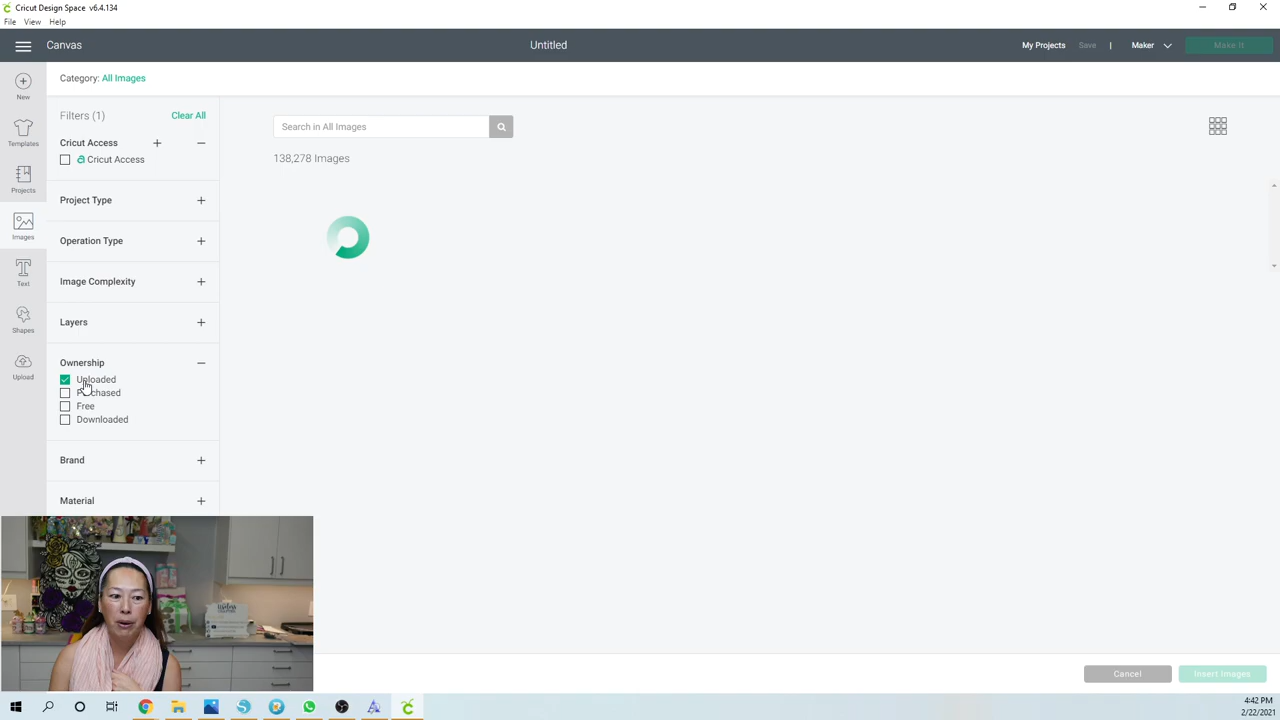 Cricut Design Space v6.4.134
File View Help
Canvas
Untitled
My Projects Save | Maker Make It
New
Templates
Projects
Images
Text
Shapes
Upload
Category: All Images
Filters (1) Clear All
Cricut Access
Cricut Access
Project Type
Operation Type
Image Complexity
Layers
Ownership
Uploaded
Purchased
Free
Downloaded
Brand
Material
Search in All Images
138,278 Images
Cancel Insert Images
4:42 PM
2/22/2021